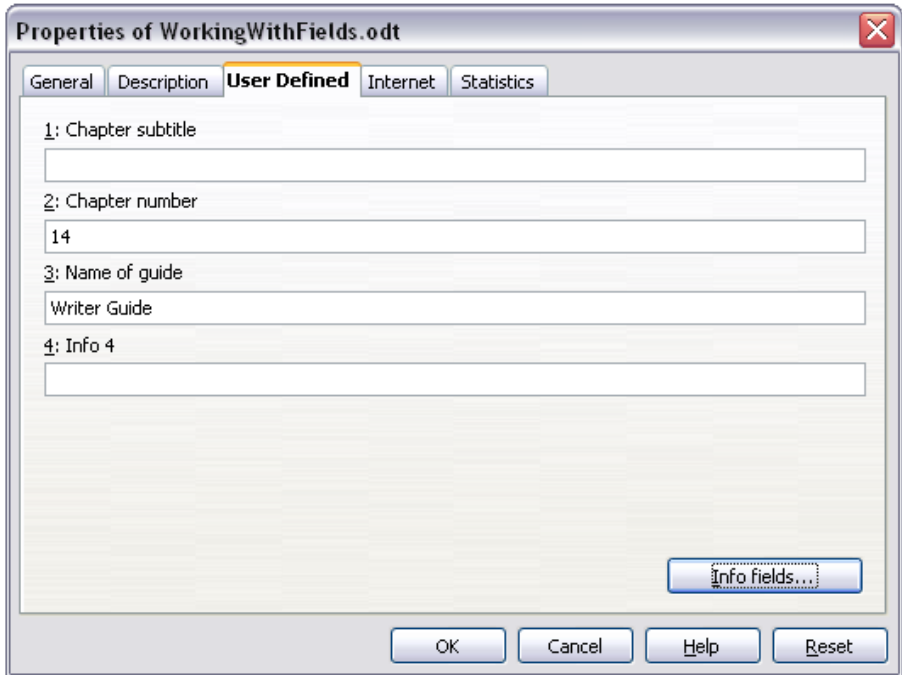 Properties of WorkingWithFields.odt
General Description User Defined Internet Statistics
1: Chapter subtitle
2: Chapter number
14
3: Name of guide
Writer Guide
4: Info 4
Info fields...
OK Cancel Help Reset